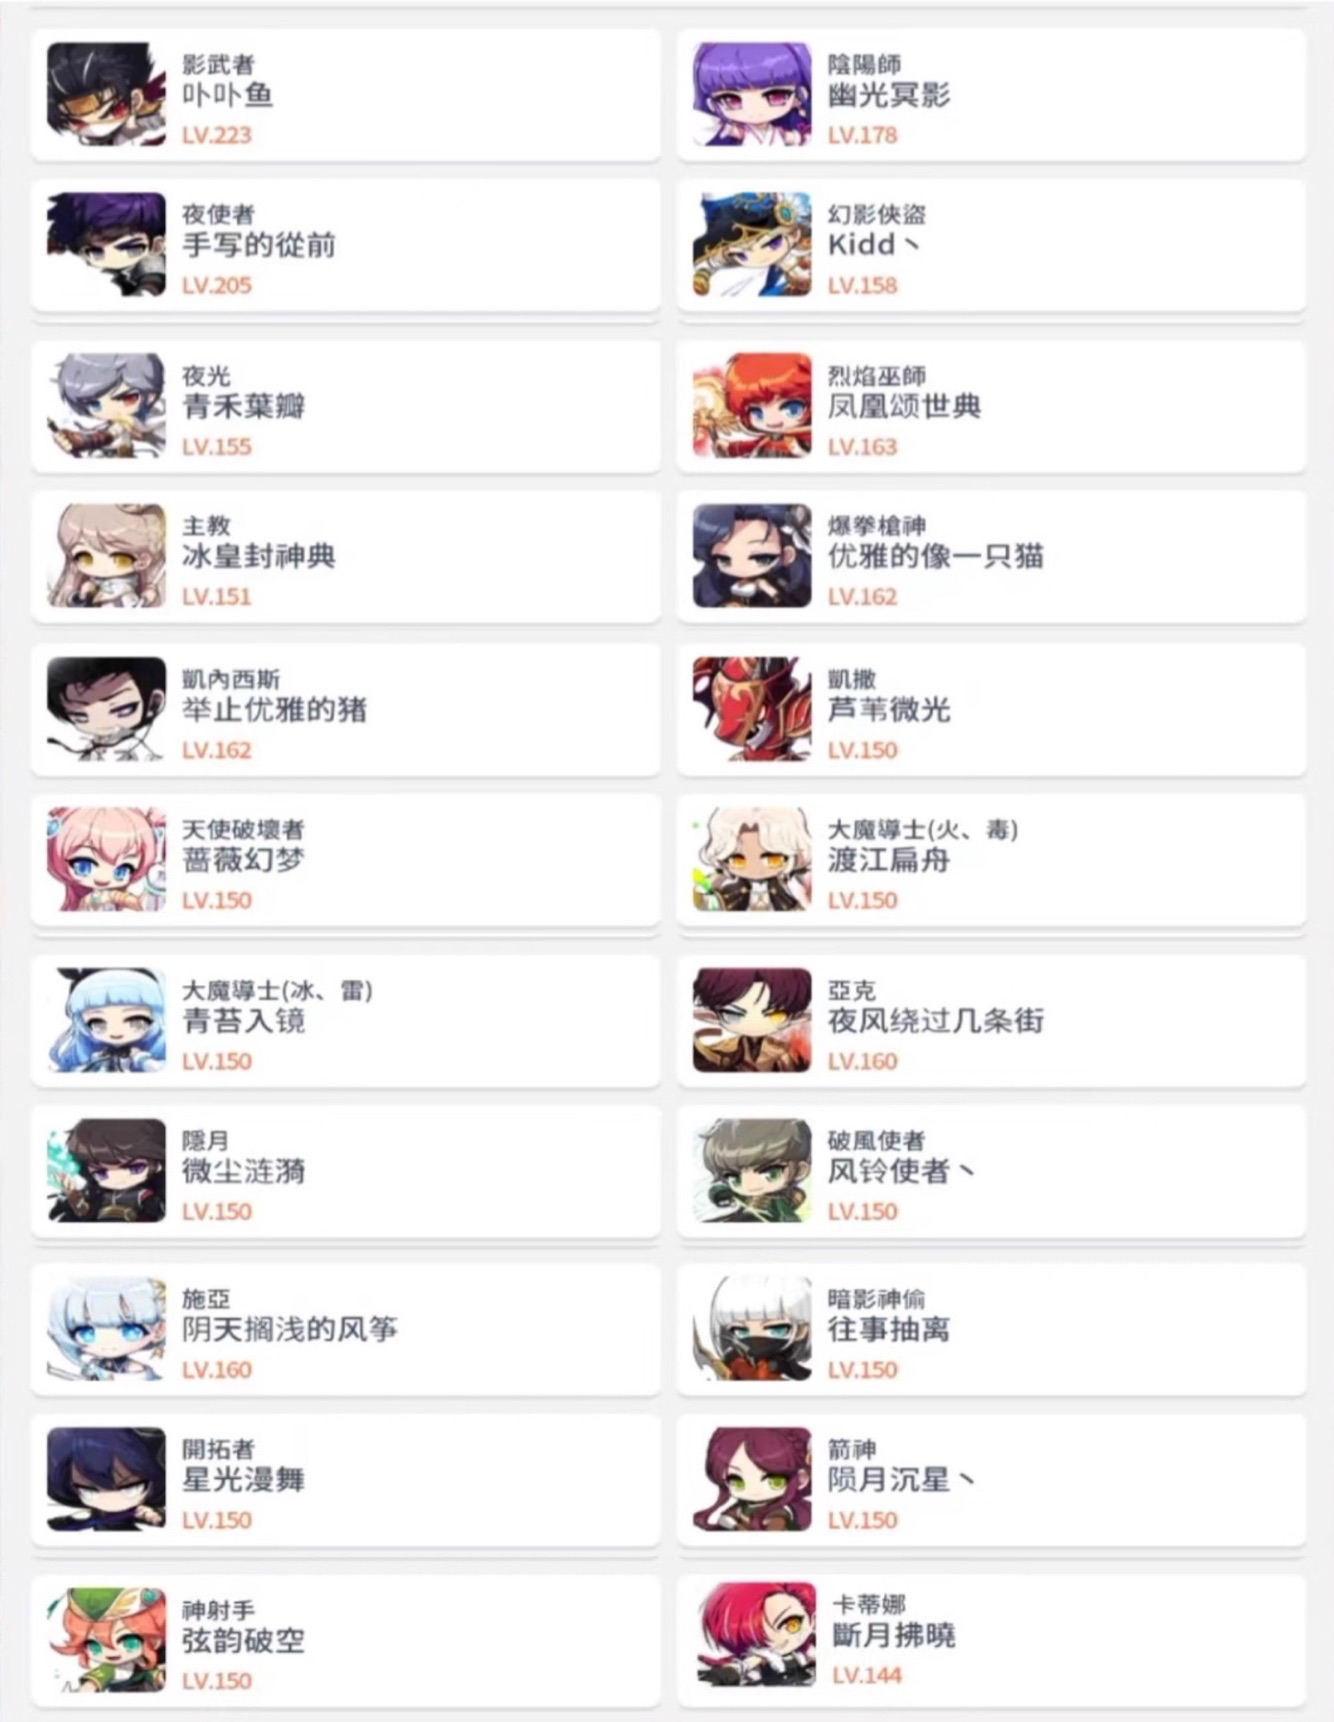 影武者
卟卟鱼
LV.223
陰陽師
幽光冥影
LV.178
夜使者
手写的從前
LV.205
幻影俠盜
Kidd丶
LV.158
夜光
青禾葉瓣
LV.155
烈焰巫師
凤凰颂世典
LV.163
主教
冰皇封神典
LV.151
爆拳槍神
优雅的像一只猫
LV.162
凱內西斯
举止优雅的猪
LV.162
凱撒
芦苇微光
LV.150
天使破壞者
蔷薇幻梦
LV.150
大魔導士(火、毒)
渡江扁舟
LV.150
大魔導士(冰、雷)
青苔入镜
LV.150
亞克
夜风绕过几条街
LV.160
隱月
微尘涟漪
LV.150
破風使者
风铃使者丶
LV.150
施亞
阴天搁浅的风筝
LV.160
暗影神偷
往事抽离
LV.150
開拓者
星光漫舞
LV.150
箭神
陨月沉星丶
LV.150
神射手
弦韵破空
LV.150
卡蒂娜
斷月拂曉
LV.144